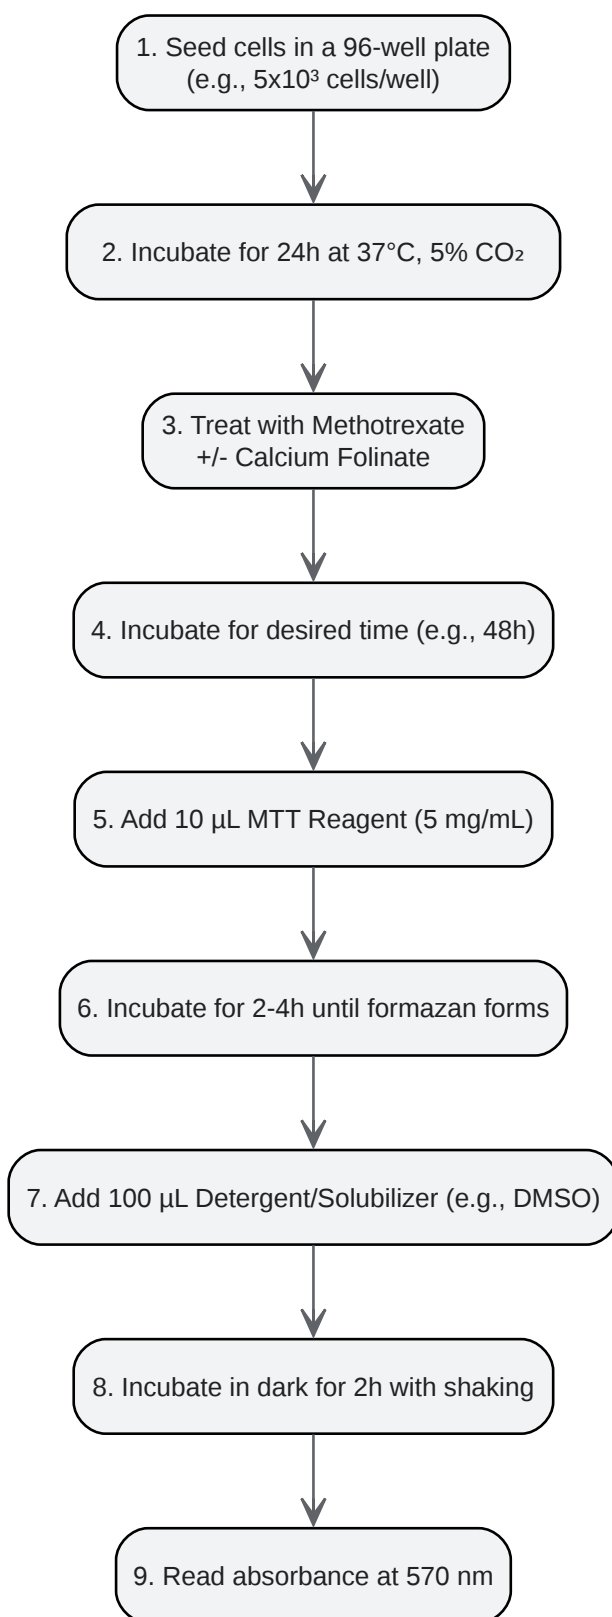 1. Seed cells in a 96-well plate
(e.g., 5x10³ cells/well)
2. Incubate for 24h at 37°C, 5% CO₂
3. Treat with Methotrexate
+/- Calcium Folinate
4. Incubate for desired time (e.g., 48h)
5. Add 10 µL MTT Reagent (5 mg/mL)
6. Incubate for 2-4h until formazan forms
7. Add 100 µL Detergent/Solubilizer (e.g., DMSO)
8. Incubate in dark for 2h with shaking
9. Read absorbance at 570 nm